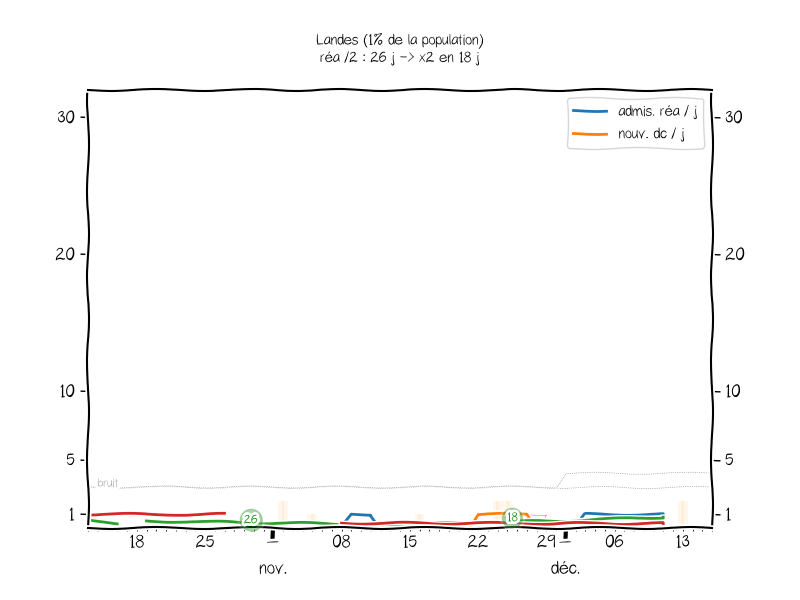 Landes (1% de la population)
réa /2 : 26 j -> x2 en 18 j
admis. réa / j
nouv. dc / j
30
30
20
20
10
10
5
5
bruit
1
1
26
18
18
25
08
15
22
29
06
13
nov.
déc.